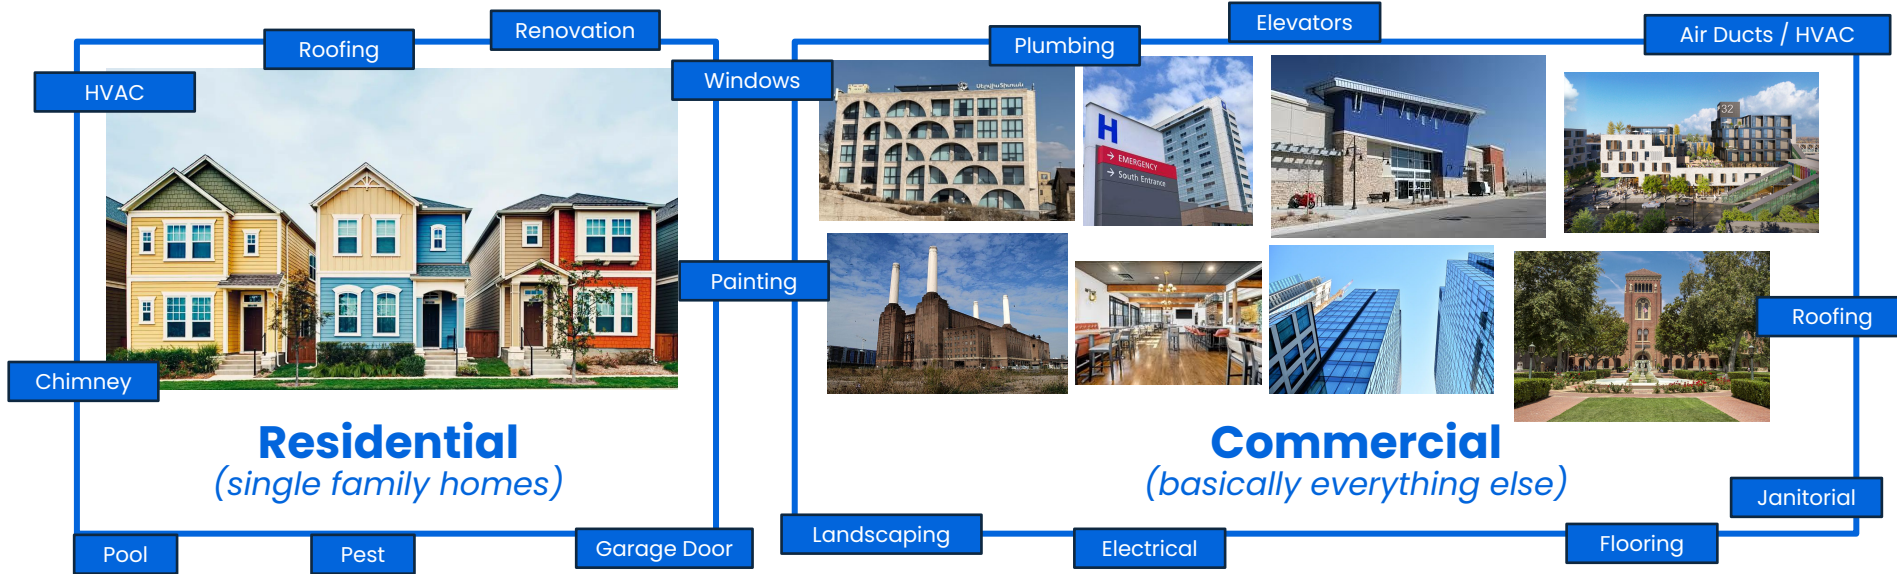 Renovation
Roofing
HVAC
Windows
Painting
Chimney
Residential
(single family homes)
Pool
Pest
Garage Door
Elevators
Plumbing
Air Ducts / HVAC
H
EMERGENCY
South Entrance
32
Roofing
Commercial
(basically everything else)
Janitorial
Landscaping
Electrical
Flooring